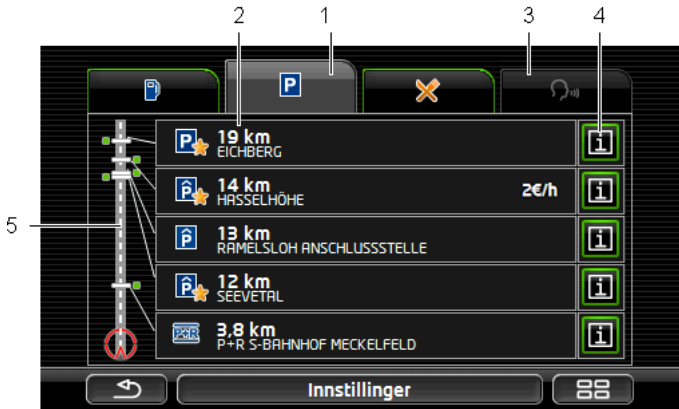 2
1
3
4
P
P
19 km
EICHBERG
i
P
14 km
HASSELHÖHE
2€/h
i
5
P
13 km
RAMELSLOH ANSCHLUSSSTELLE
i
P
12 km
SEEVETAL
i
P+R
3,8 km
P+R S-BAHNHOF MECKELFELD
i
Innstillinger